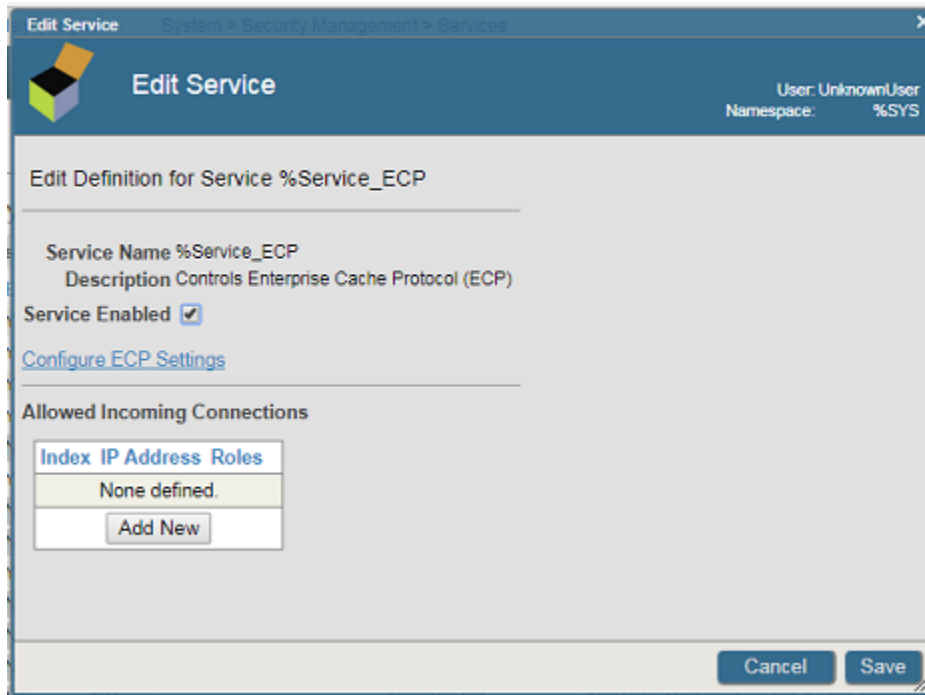 Edit Service System > Security Management > Services
Edit Service
User: UnknownUser
Namespace: %SYS
Edit Definition for Service %Service_ECP
Service Name %Service_ECP
Description Controls Enterprise Cache Protocol (ECP)
Service Enabled
Configure ECP Settings
Allowed Incoming Connections
Index IP Address Roles
None defined.
Add New
Cancel Save